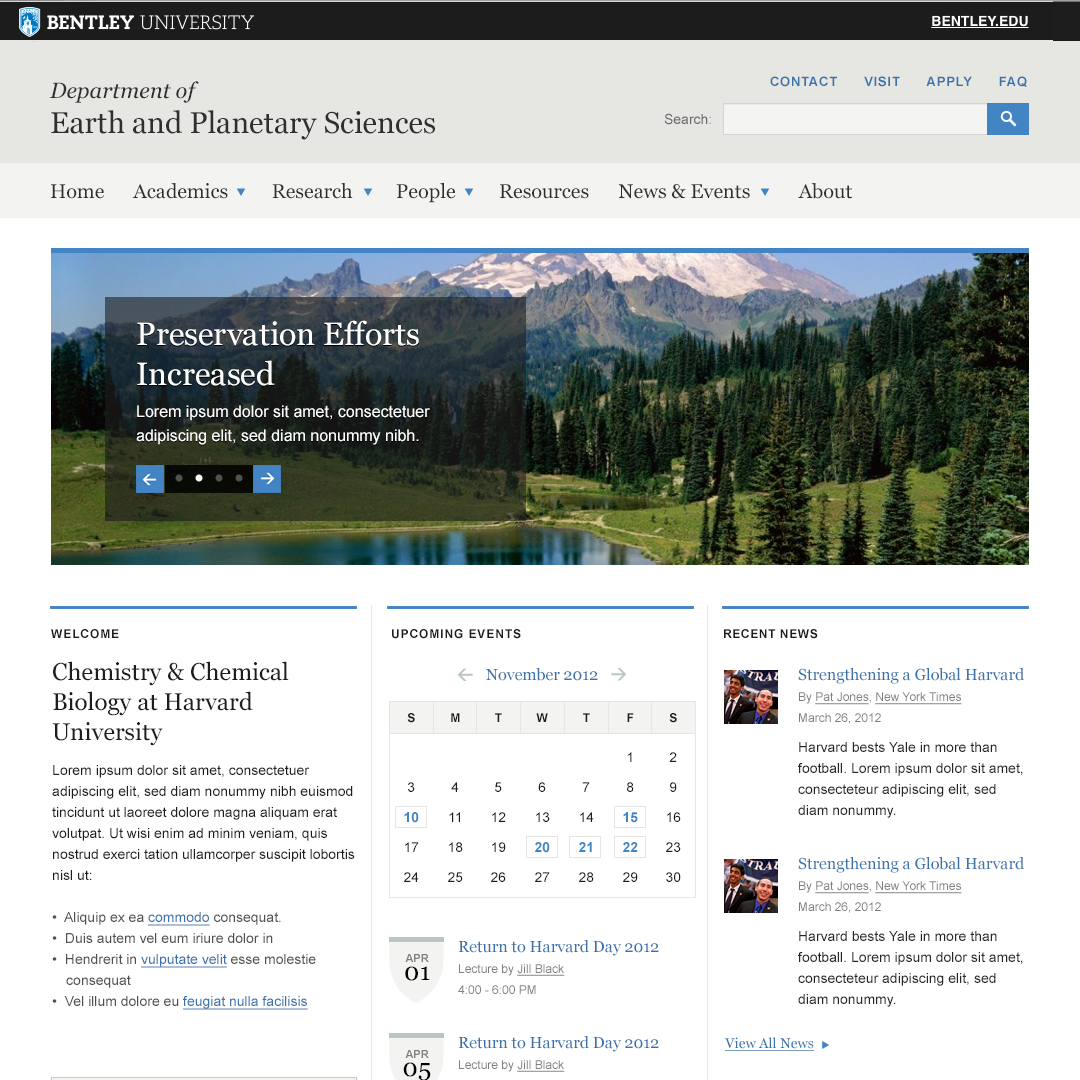 BENTLEY UNIVERSITY
BENTLEY.EDU
CONTACT VISIT APPLY FAQ
Department of
Earth and Planetary Sciences
Search:
Home Academics Research People Resources News & Events About
Preservation Efforts
Increased
Lorem ipsum dolor sit amet, consectetuer
adipiscing elit, sed diam nonummy nibh.
WELCOME
Chemistry & Chemical
Biology at Harvard
University
Lorem ipsum dolor sit amet, consectetuer
adipiscing elit, sed diam nonummy nibh euismod
tincidunt ut laoreet dolore magna aliquam erat
volutpat. Ut wisi enim ad minim veniam, quis
nostrud exerci tation ullamcorper suscipit lobortis
nisl ut:
• Aliquip ex ea commodo consequat.
• Duis autem vel eum iriure dolor in
• Hendrerit in vulputate velit esse molestie
consequat
• Vel illum dolore eu feugiat nulla facilisis
UPCOMING EVENTS
November 2012
S M T W T F S
1 2
3 4 5 6 7 8 9
10 11 12 13 14 15 16
17 18 19 20 21 22 23
24 25 26 27 28 29 30
APR
01
Return to Harvard Day 2012
Lecture by Jill Black
4:00 - 6:00 PM
APR
05
Return to Harvard Day 2012
Lecture by Jill Black
RECENT NEWS
Strengthening a Global Harvard
By Pat Jones, New York Times
March 26, 2012
Harvard bests Yale in more than
football. Lorem ipsum dolor sit amet,
consecteteur adipiscing elit, sed
diam nonummy.
Strengthening a Global Harvard
By Pat Jones, New York Times
March 26, 2012
Harvard bests Yale in more than
football. Lorem ipsum dolor sit amet,
consecteteur adipiscing elit, sed
diam nonummy.
View All News